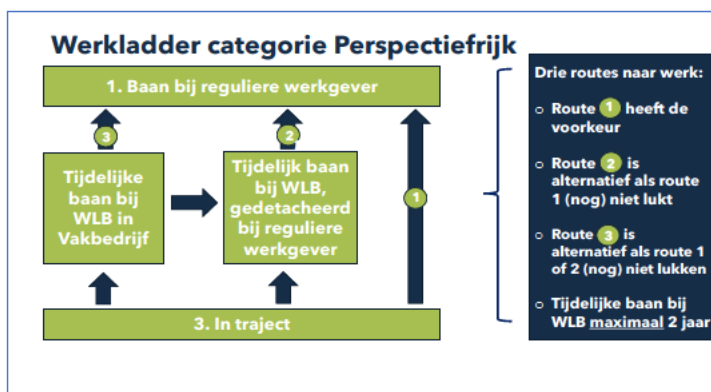 Werkladder categorie Perspectiefrijk
1. Baan bij reguliere werkgever
3
2
Tijdelijke
baan bij
WLB in
Vakbedrijf
Tijdelijk baan
bij WLB,
gedetacheerd
bij reguliere
werkgever
1
3. In traject
Drie routes naar werk:
○ Route 1 heeft de
voorkeur
○ Route 2 is
alternatief als route
1 (nog) niet lukt
○ Route 3 is
alternatief als route 1
of 2 (nog) niet lukken
○ Tijdelijke baan bij
WLB maximaal 2 jaar